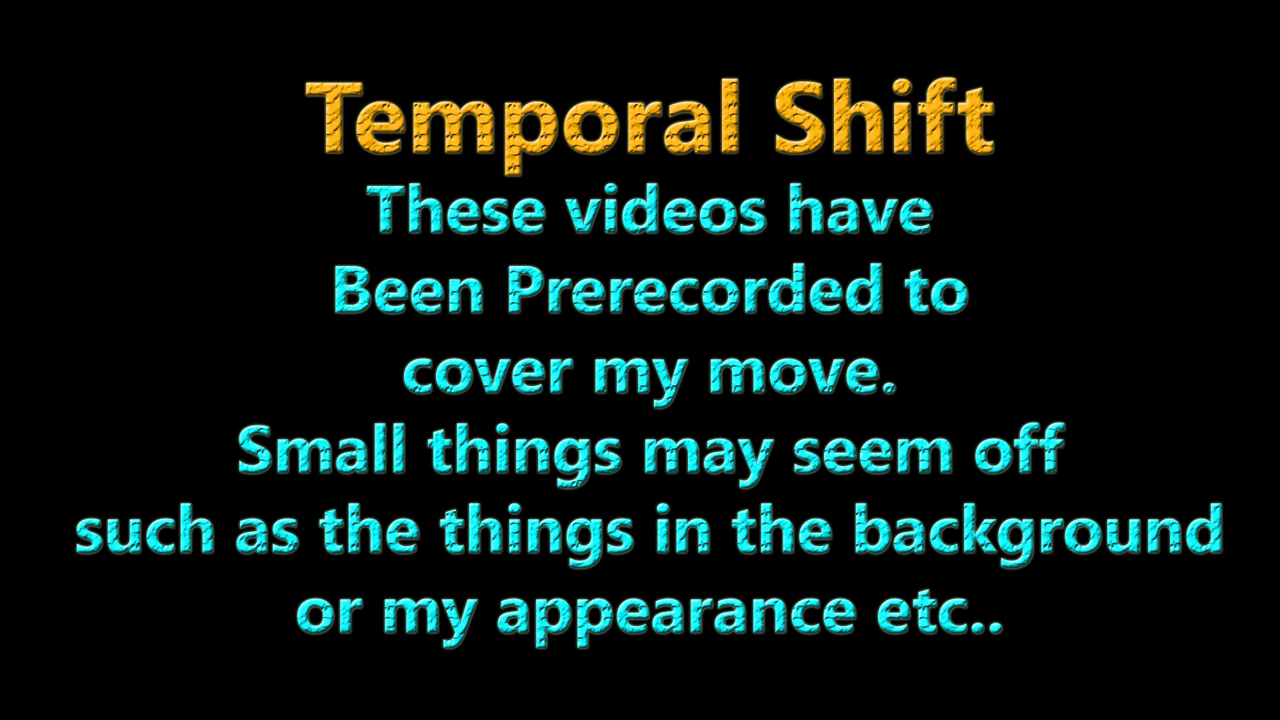 Temporal Shift
These videos have
Been Prerecorded to
cover my move.
Small things may seem off
such as the things in the background
or my appearance etc..